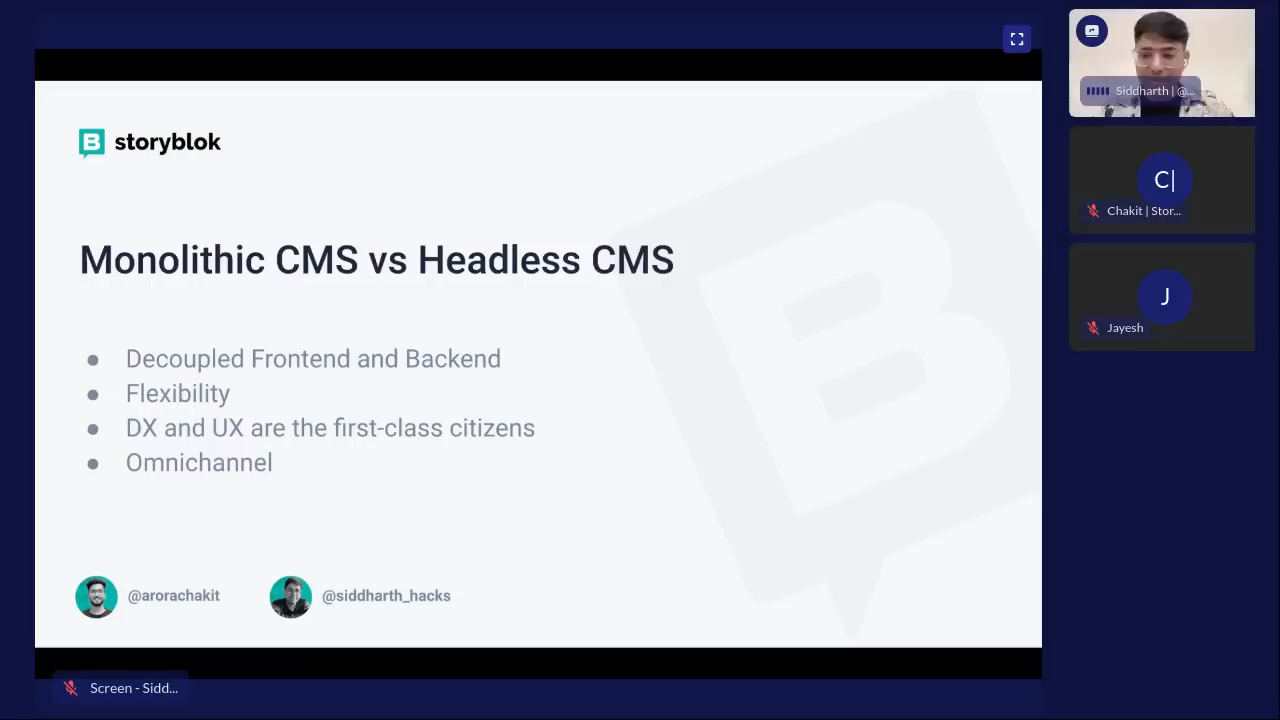 storyblok
Monolithic CMS vs Headless CMS
● Decoupled Frontend and Backend
● Flexibility
● DX and UX are the first-class citizens
● Omnichannel
@arorachakit
@siddharth_hacks
Screen - Sidd...
Siddharth | @...
C|
Chakit | Stor...
J
Jayesh